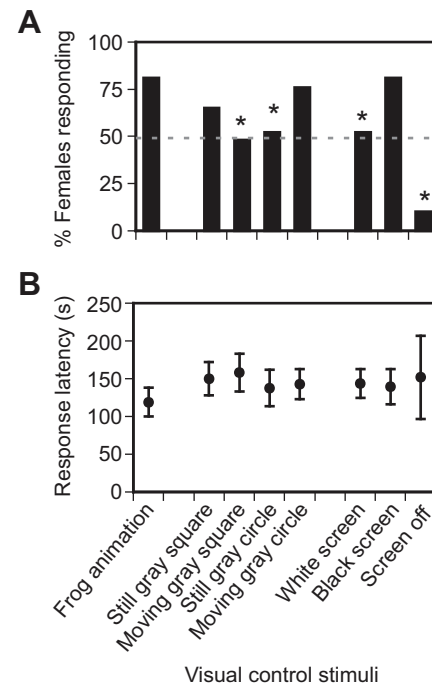 A
100
75
50
25
0
% Females responding
* * * *
B
250
200
150
100
50
0
Response latency (s)
Frog animation
Still gray square
Moving gray square
Still gray circle
Moving gray circle
White screen
Black screen
Screen off
Visual control stimuli